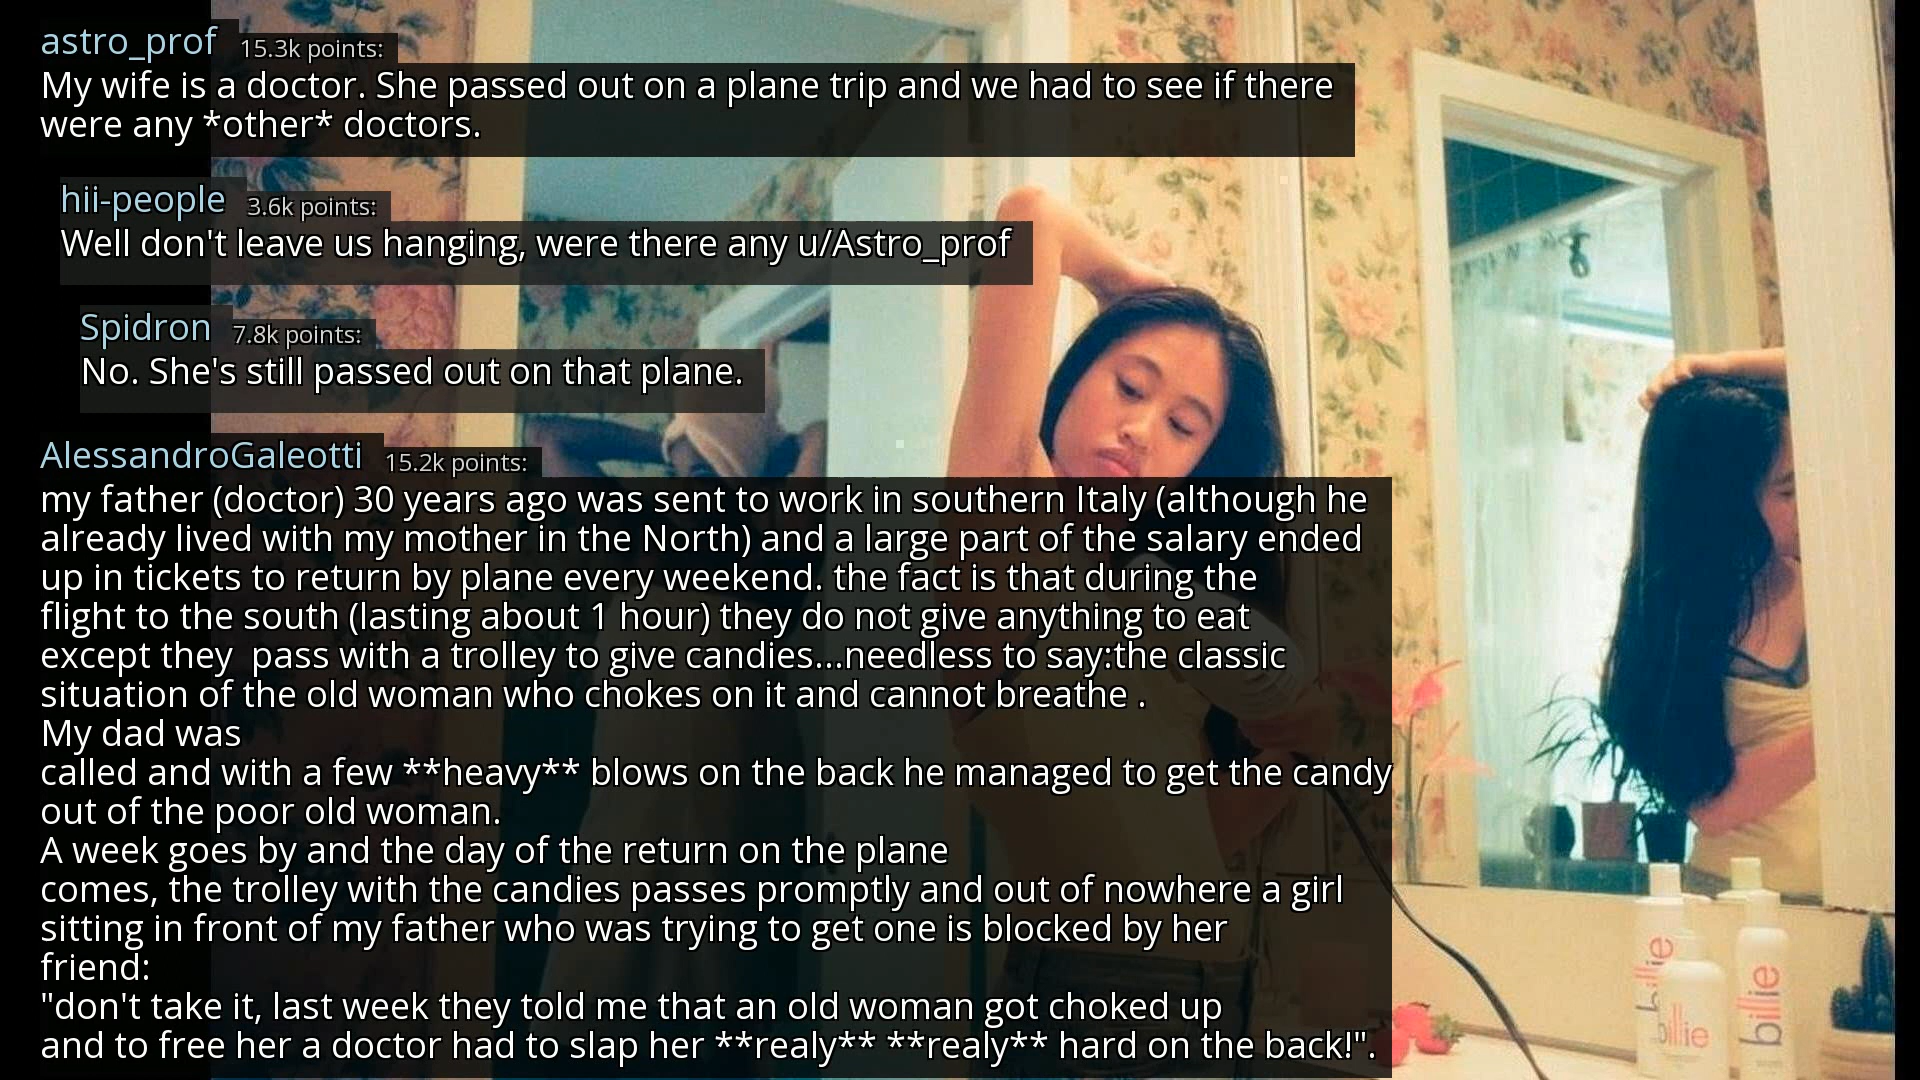 astro_prof 15.3k points:
My wife is a doctor. She passed out on a plane trip and we had to see if there
were any *other* doctors.
hii-people 3.6k points:
Well don't leave us hanging, were there any u/Astro_prof
Spidron 7.8k points:
No. She's still passed out on that plane.
AlessandroGaleotti 15.2k points:
my father (doctor) 30 years ago was sent to work in southern Italy (although he
already lived with my mother in the North) and a large part of the salary ended
up in tickets to return by plane every weekend. the fact is that during the
flight to the south (lasting about 1 hour) they do not give anything to eat
except they  pass with a trolley to give candies...needless to say:the classic
situation of the old woman who chokes on it and cannot breathe .
My dad was
called and with a few **heavy** blows on the back he managed to get the candy
out of the poor old woman.
A week goes by and the day of the return on the plane
comes, the trolley with the candies passes promptly and out of nowhere a girl
sitting in front of my father who was trying to get one is blocked by her
friend:
"don't take it, last week they told me that an old woman got choked up
and to free her a doctor had to slap her **realy** **realy** hard on the back!".
billie
billie
billie